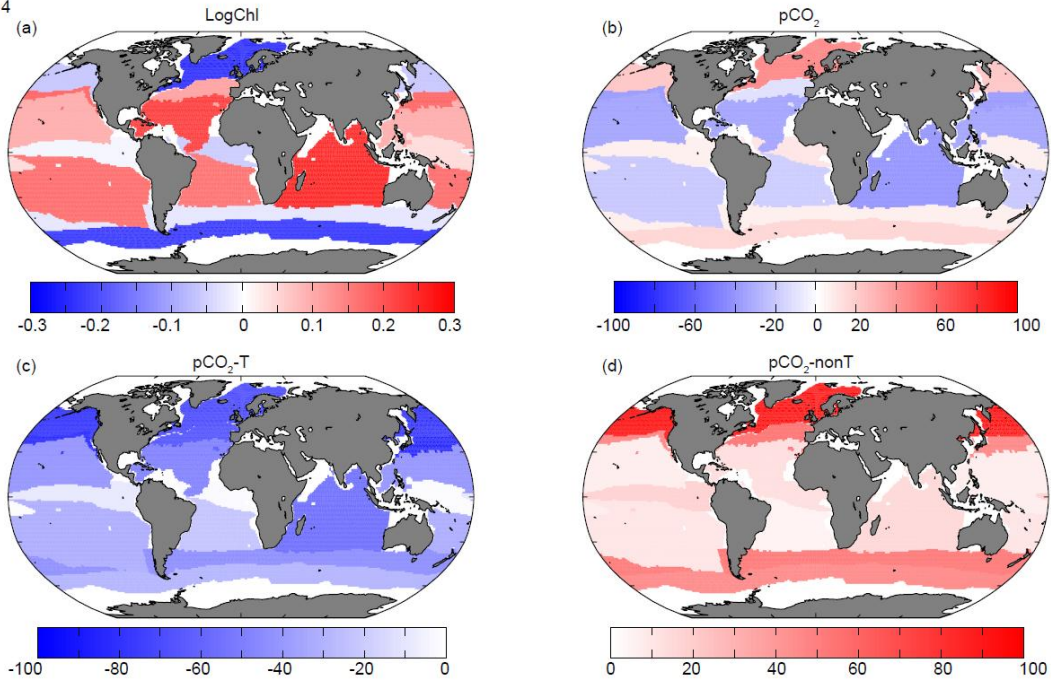 4
(a) LogChl
(b) pCO₂
-0.3 -0.2 -0.1 0 0.1 0.2 0.3
-100 -60 -20 0 20 60 100
(c) pCO₂-T
(d) pCO₂-nonT
-100 -80 -60 -40 -20 0
0 20 40 60 80 100